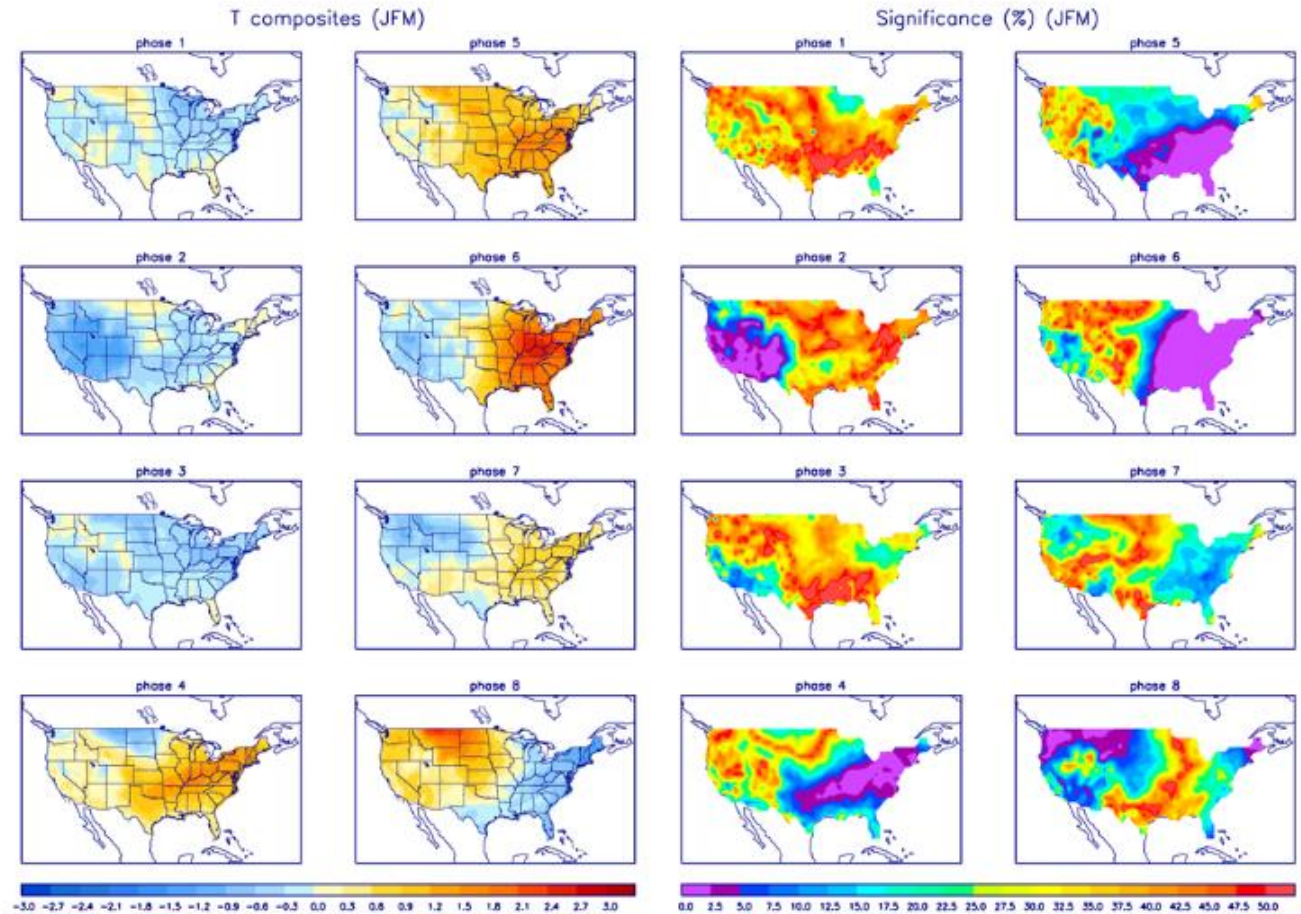 T composites (JFM)
Significance (%) (JFM)
phase 1
phase 5
phase 1
phase 5
phase 2
phase 6
phase 2
phase 6
phase 3
phase 7
phase 3
phase 7
phase 4
phase 8
phase 4
phase 8
-3.0 -2.7 -2.4 -2.1 -1.8 -1.5 -1.2 -0.9 -0.6 -0.3 0.0 0.3 0.6 0.9 1.2 1.5 1.8 2.1 2.4 2.7 3.0
0.0 2.5 5.0 7.5 10.0 12.5 15.0 17.5 20.0 22.5 25.0 27.5 30.0 32.5 35.0 37.5 40.0 42.5 45.0 47.5 50.0